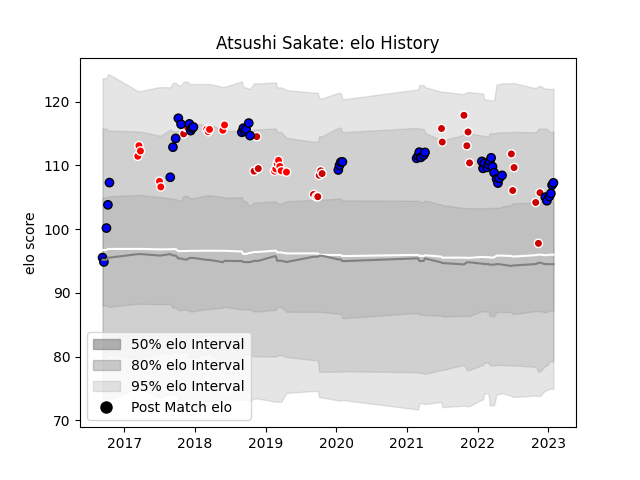 Atsushi Sakate: elo History
elo score
120
110
100
90
80
70
50% elo Interval
80% elo Interval
95% elo Interval
Post Match elo
2017 2018 2019 2020 2021 2022 2023